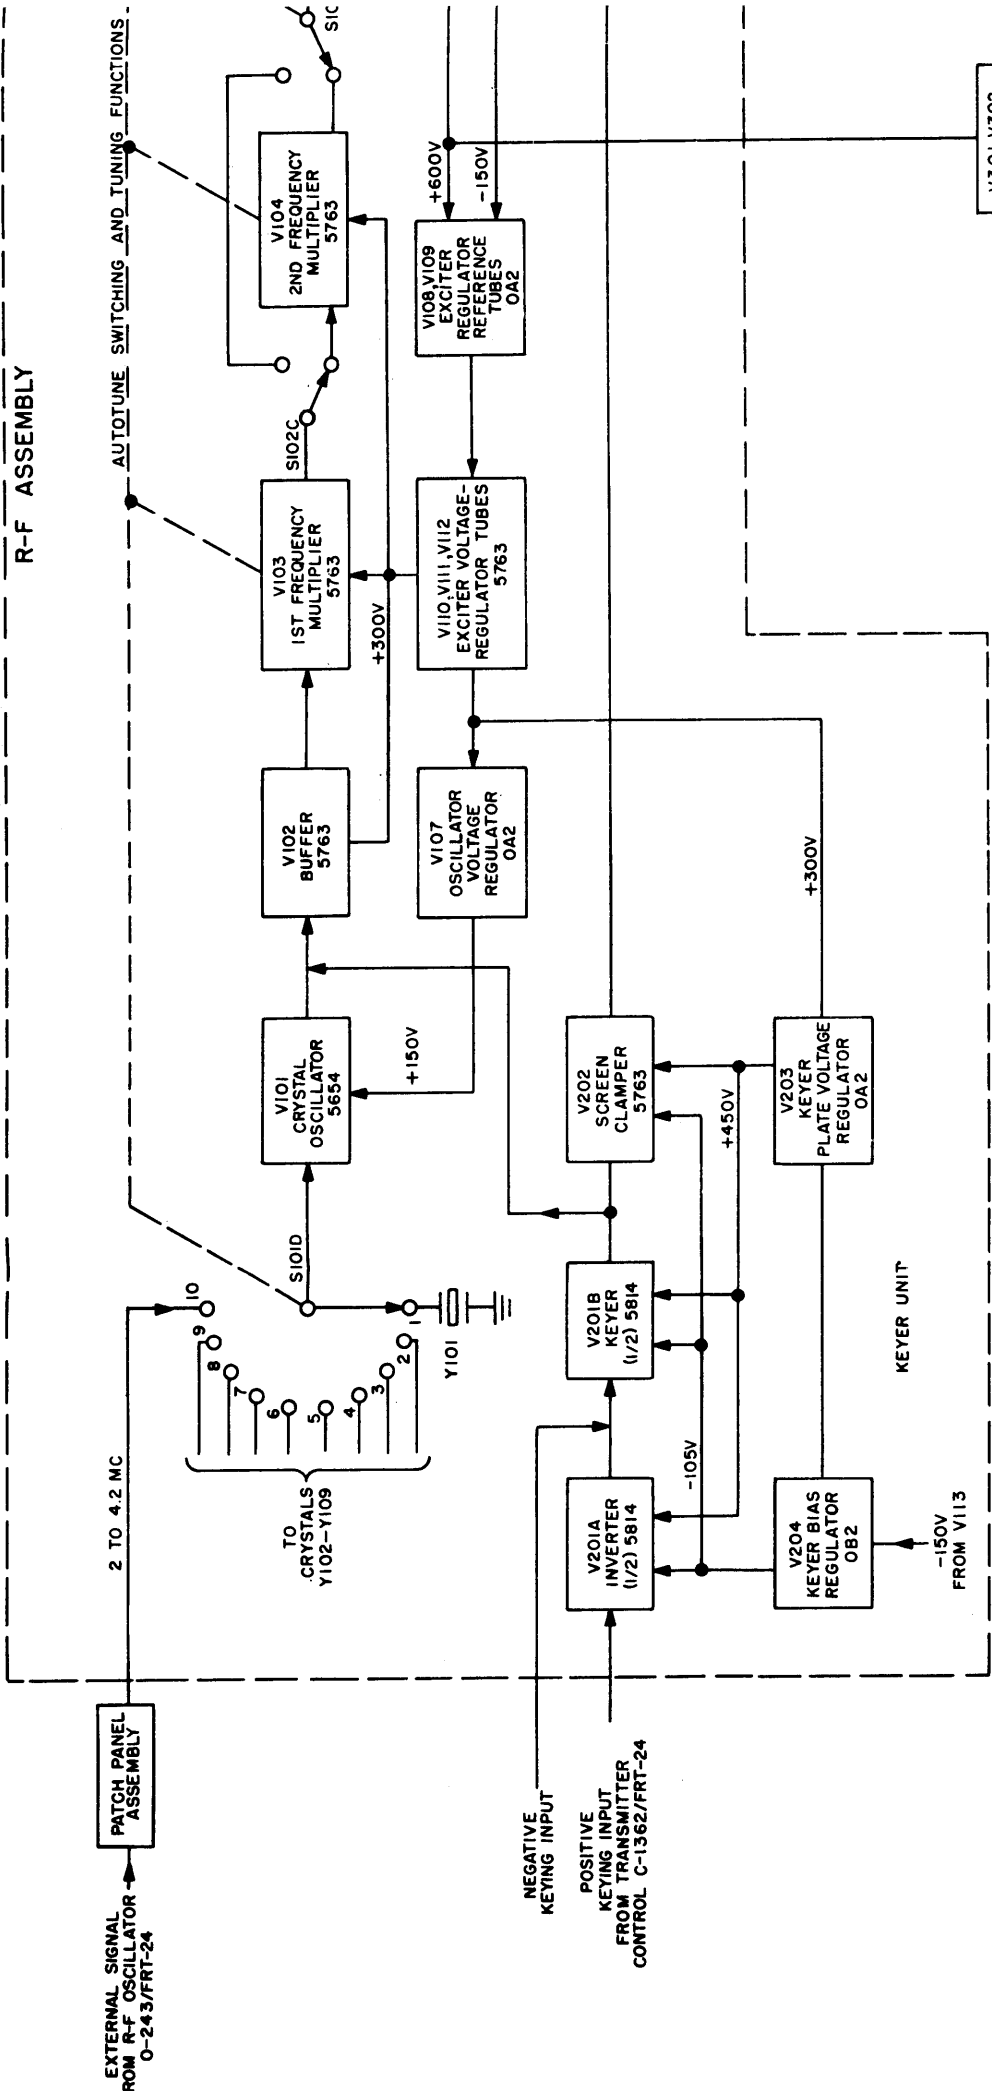 R-F ASSEMBLY
AUTOTUNE SWITCHING AND TUNING FUNCTIONS
EXTERNAL SIGNAL
ROM R-F OSCILLATOR
O-243/FRT-24
PATCH PANEL
ASSEMBLY
2 TO 4.2 MC
10
9
8
7
6
5
4
3
2
1
TO
CRYSTALS
Y102-Y109
Y101
S101D
V101
CRYSTAL
OSCILLATOR
5654
V102
BUFFER
5763
V103
1ST FREQUENCY
MULTIPLIER
5763
S102C
V104
2ND FREQUENCY
MULTIPLIER
5763
S10
+150V
+300V
V107
OSCILLATOR
VOLTAGE
REGULATOR
OA2
V110,V111,V112
EXCITER VOLTAGE-
REGULATOR TUBES
5763
V108,V109
EXCITER
REGULATOR
REFERENCE
TUBES
OA2
+600V
-150V
NEGATIVE
KEYING INPUT
POSITIVE
KEYING INPUT
FROM TRANSMITTER
CONTROL C-1362/FRT-24
V201A
INVERTER
(1/2) 5814
V201B
KEYER
(1/2) 5814
V202
SCREEN
CLAMPER
5763
-105V
+450V
V204
KEYER BIAS
REGULATOR
OB2
V203
KEYER
PLATE VOLTAGE
REGULATOR
OA2
+300V
-150V
FROM V113
KEYER UNIT